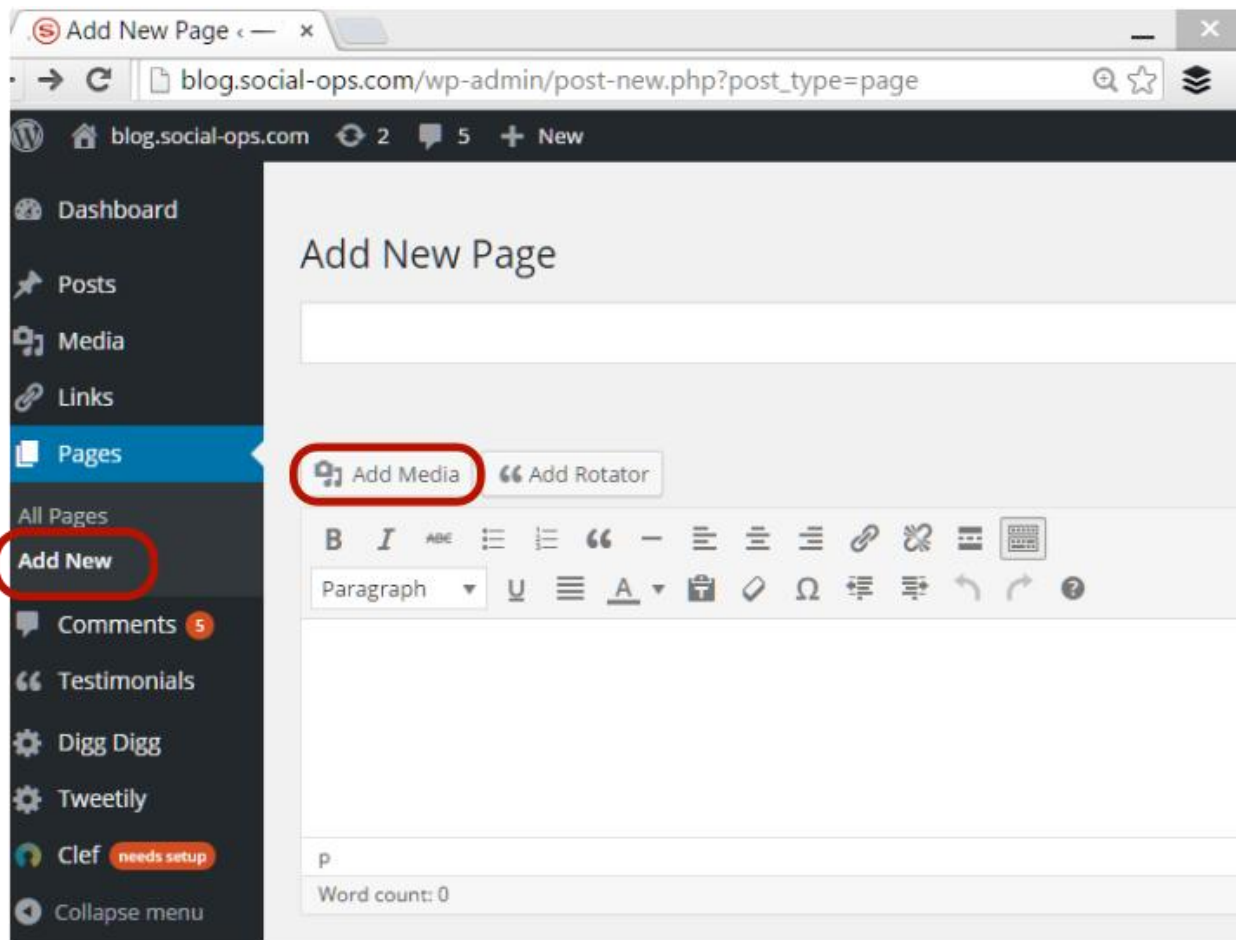 Add New Page ‹ —
blog.social-ops.com/wp-admin/post-new.php?post_type=page
blog.social-ops.com 2 5 + New
Dashboard
Posts
Media
Links
Pages
All Pages
Add New
Comments 5
Testimonials
Digg Digg
Tweetily
Clef needs setup
Collapse menu
Add New Page
Add Media
Add Rotator
B I ABC
Paragraph U A T Ω
p
Word count: 0